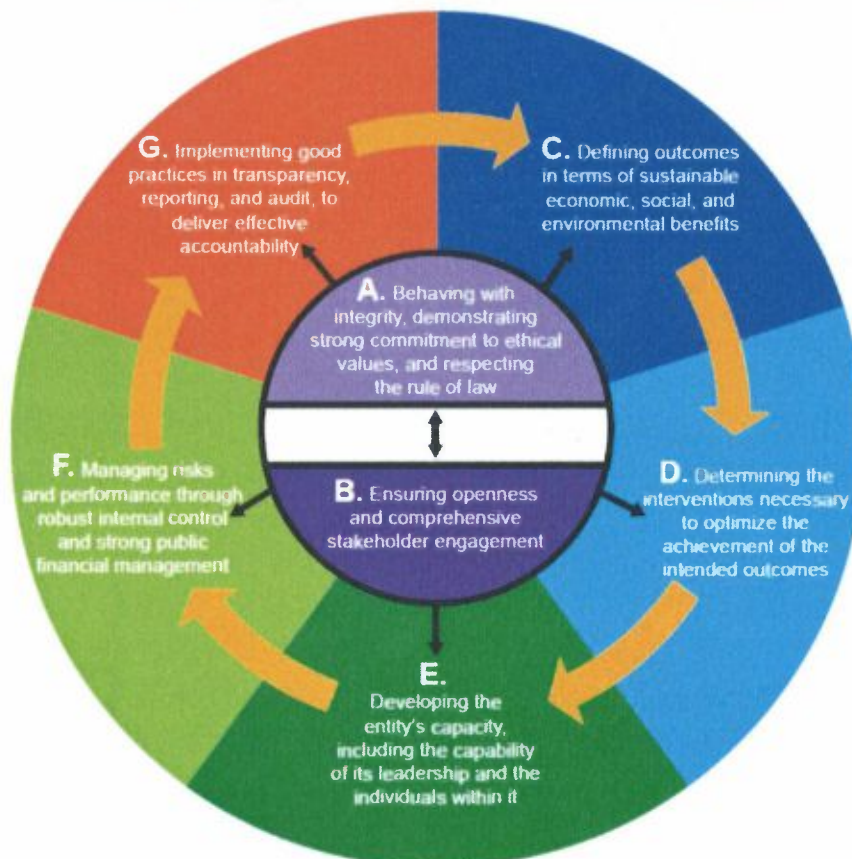 A. Behaving with
integrity, demonstrating
strong commitment to ethical
values, and respecting
the rule of law
B. Ensuring openness
and comprehensive
stakeholder engagement
C. Defining outcomes
in terms of sustainable
economic, social, and
environmental benefits
D. Determining the
interventions necessary
to optimize the
achievement of the
intended outcomes
E.
Developing the
entity's capacity,
including the capability
of its leadership and the
individuals within it
F. Managing risks
and performance through
robust internal control
and strong public
financial management
G. Implementing good
practices in transparency,
reporting, and audit, to
deliver effective
accountability